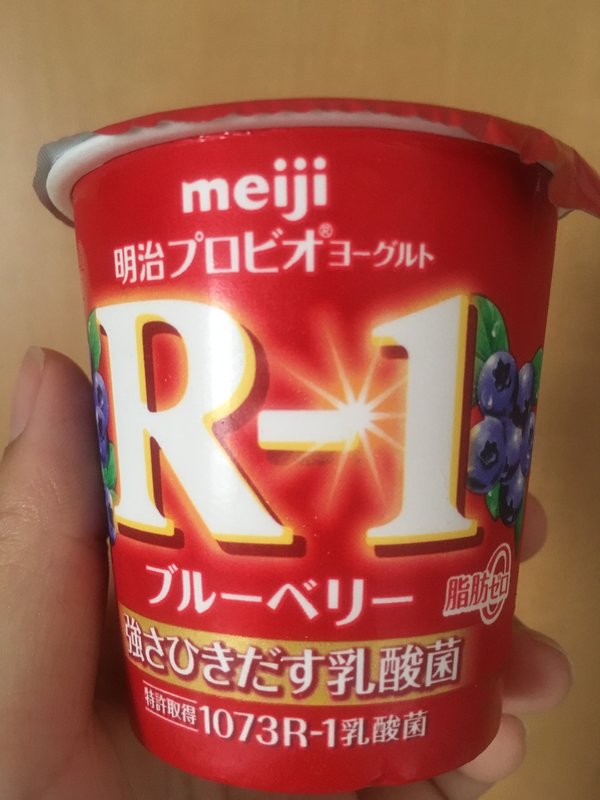 meiji
明治プロビオ®ヨーグルト
R-1
ブルーベリー
脂肪ゼロ
強さひきだす乳酸菌
特許取得1073R-1乳酸菌